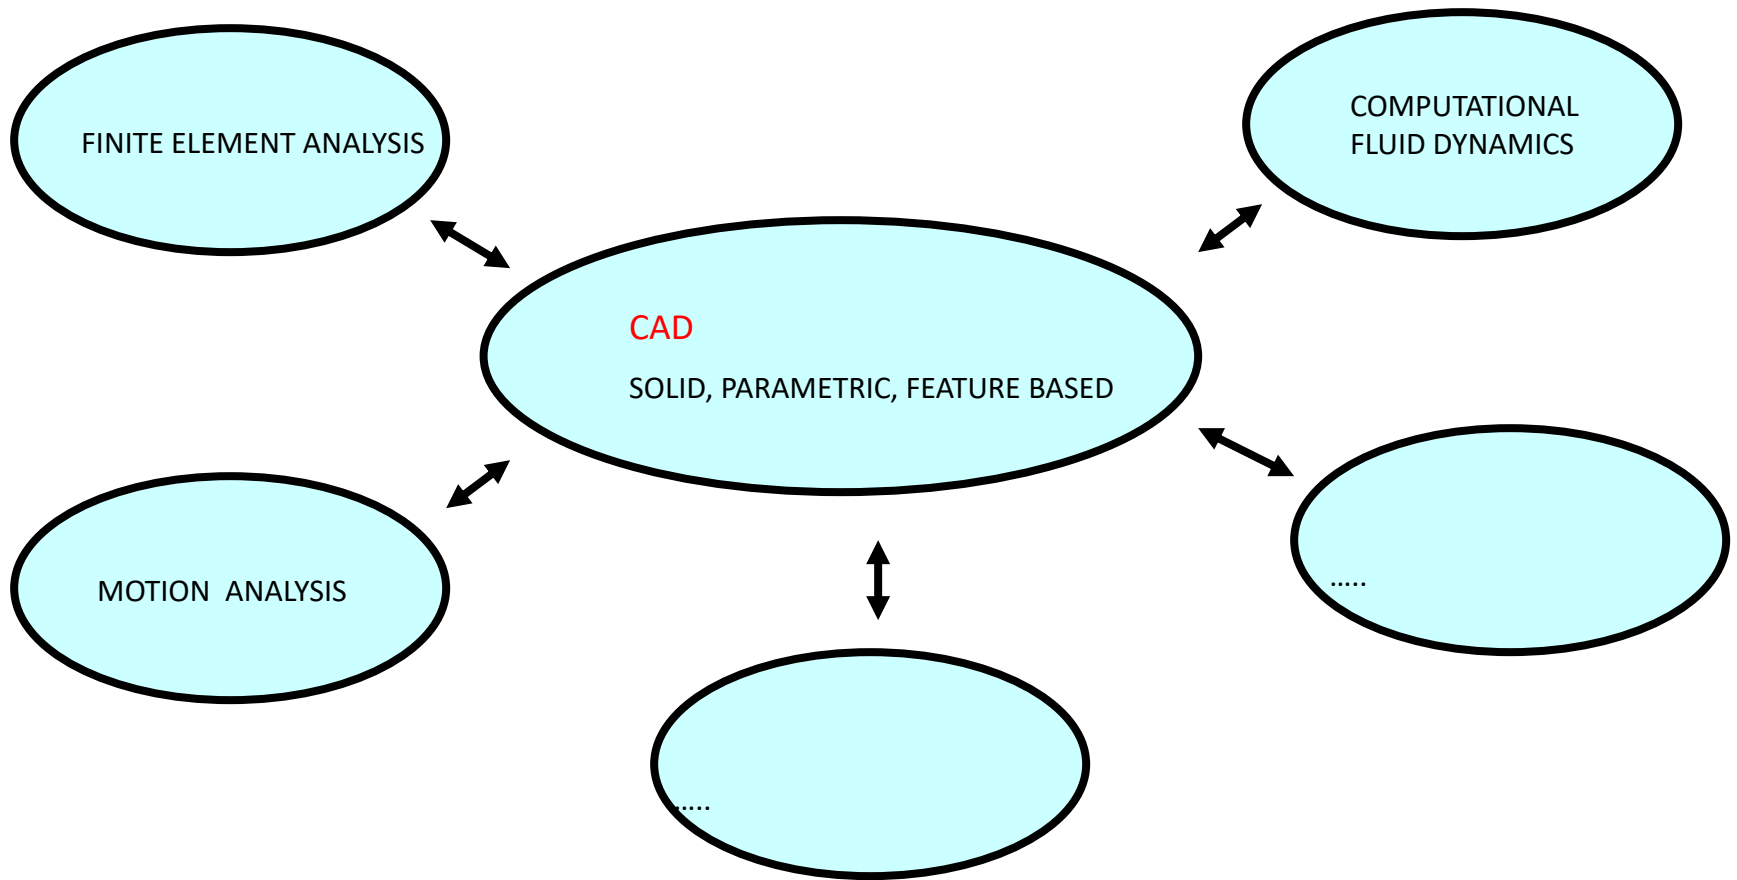 FINITE ELEMENT ANALYSIS
COMPUTATIONAL
FLUID DYNAMICS
CAD
SOLID, PARAMETRIC, FEATURE BASED
MOTION  ANALYSIS
.....
.....